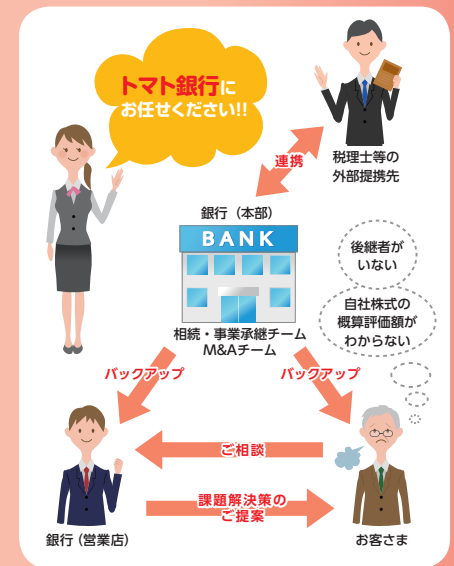 トマト銀行に
お任せください!!
連携
税理士等の
外部提携先
銀行（本部）
BANK
相続・事業承継チーム
M&Aチーム
後継者が
いない
自社株式の
概算評価額が
わからない
バックアップ
バックアップ
ご相談
課題解決策の
ご提案
銀行（営業店）
お客さま